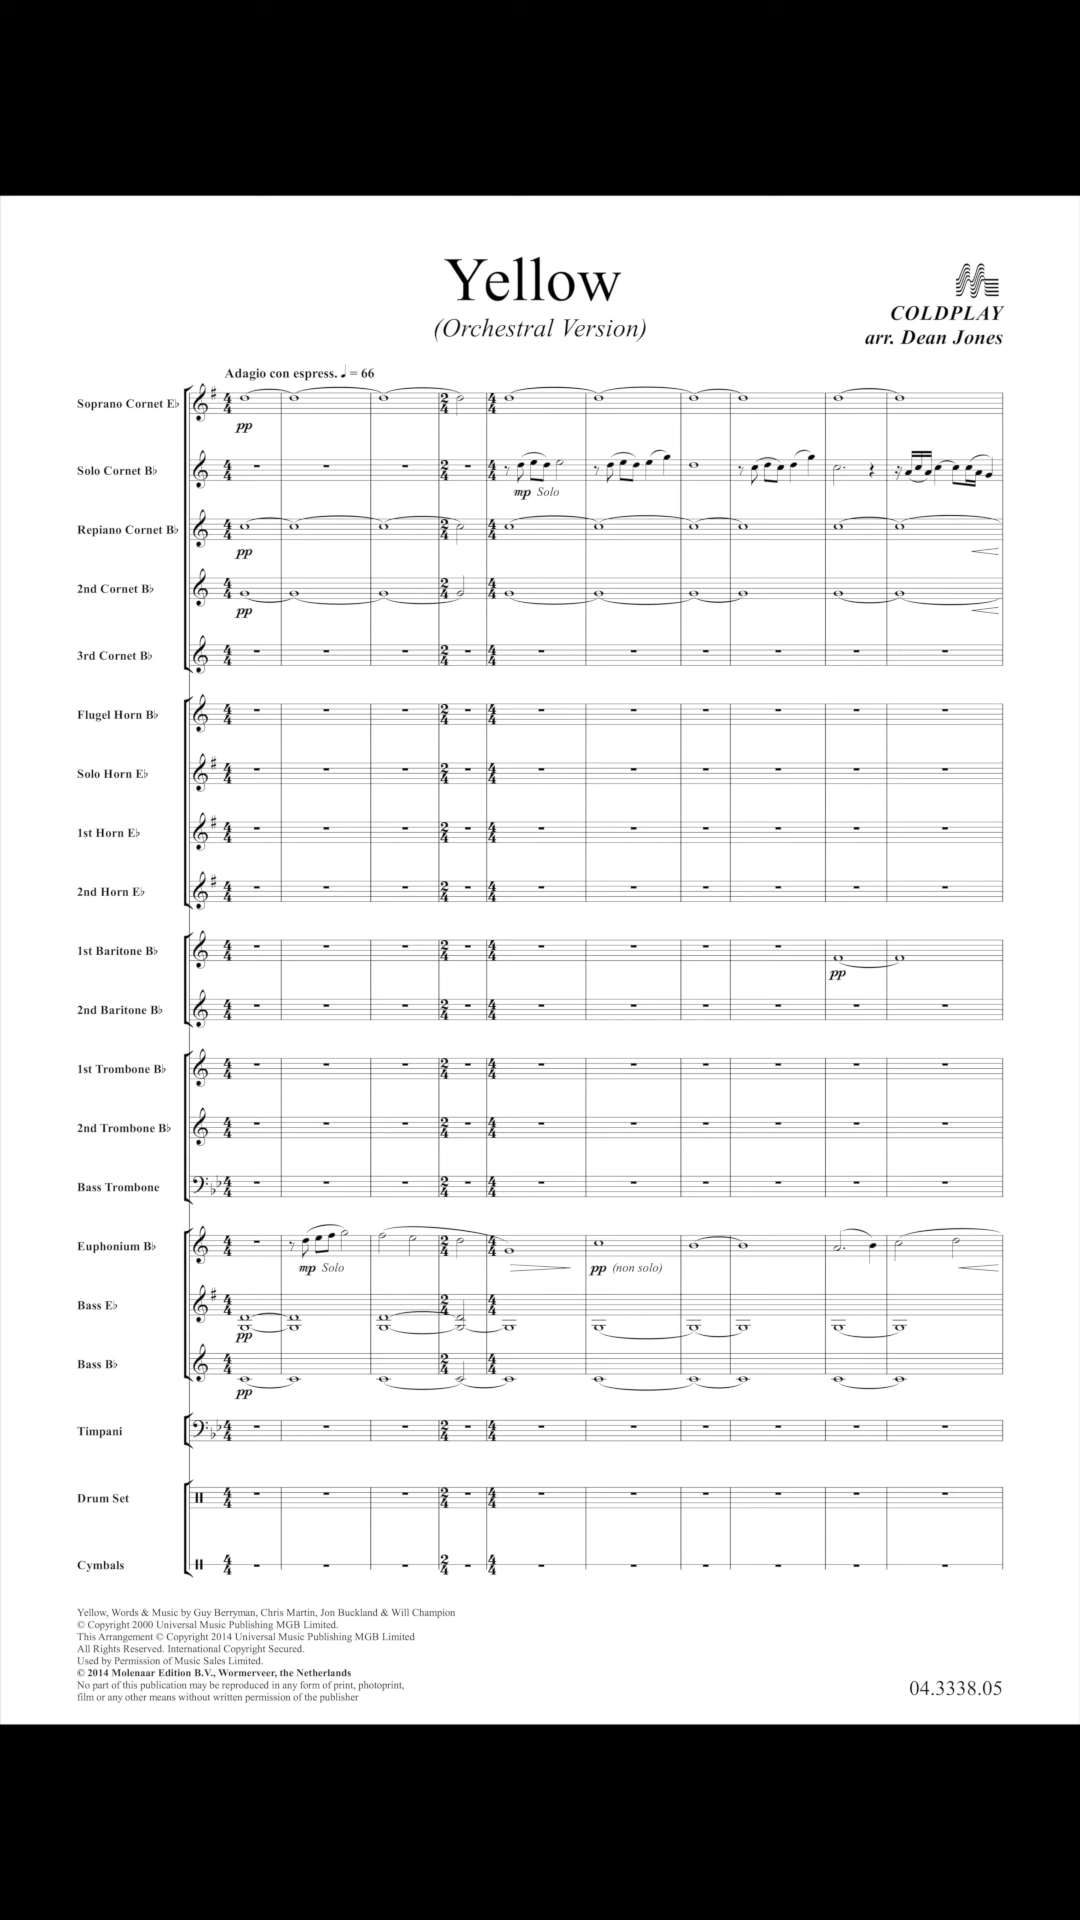 Yellow
(Orchestral Version)
COLDPLAY
arr. Dean Jones
Adagio con espress. ♩ = 66
Soprano Cornet E♭
pp
Solo Cornet B♭
mp Solo
Repiano Cornet B♭
pp
2nd Cornet B♭
pp
3rd Cornet B♭
Flugel Horn B♭
Solo Horn E♭
1st Horn E♭
2nd Horn E♭
1st Baritone B♭
pp
2nd Baritone B♭
1st Trombone B♭
2nd Trombone B♭
Bass Trombone
Euphonium B♭
mp Solo pp (non solo)
Bass E♭
pp
Bass B♭
pp
Timpani
Drum Set
Cymbals
Yellow, Words & Music by Guy Berryman, Chris Martin, Jon Buckland & Will Champion
© Copyright 2000 Universal Music Publishing MGB Limited.
This Arrangement © Copyright 2014 Universal Music Publishing MGB Limited
All Rights Reserved. International Copyright Secured.
Used by Permission of Music Sales Limited.
© 2014 Molenaar Edition B.V., Wormerveer, the Netherlands
No part of this publication may be reproduced in any form of print, photoprint,
film or any other means without written permission of the publisher
04.3338.05